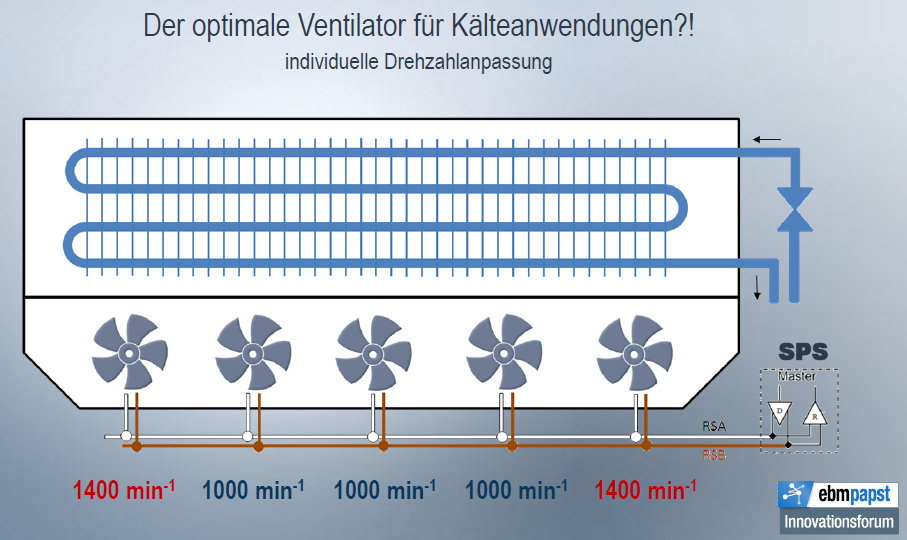 Der optimale Ventilator für Kälteanwendungen?!
individuelle Drehzahlanpassung
SPS
Master
D
R
RSA
RSB
1400 min-1 1000 min-1 1000 min-1 1000 min-1 1400 min-1
ebmpapst
Innovationsforum